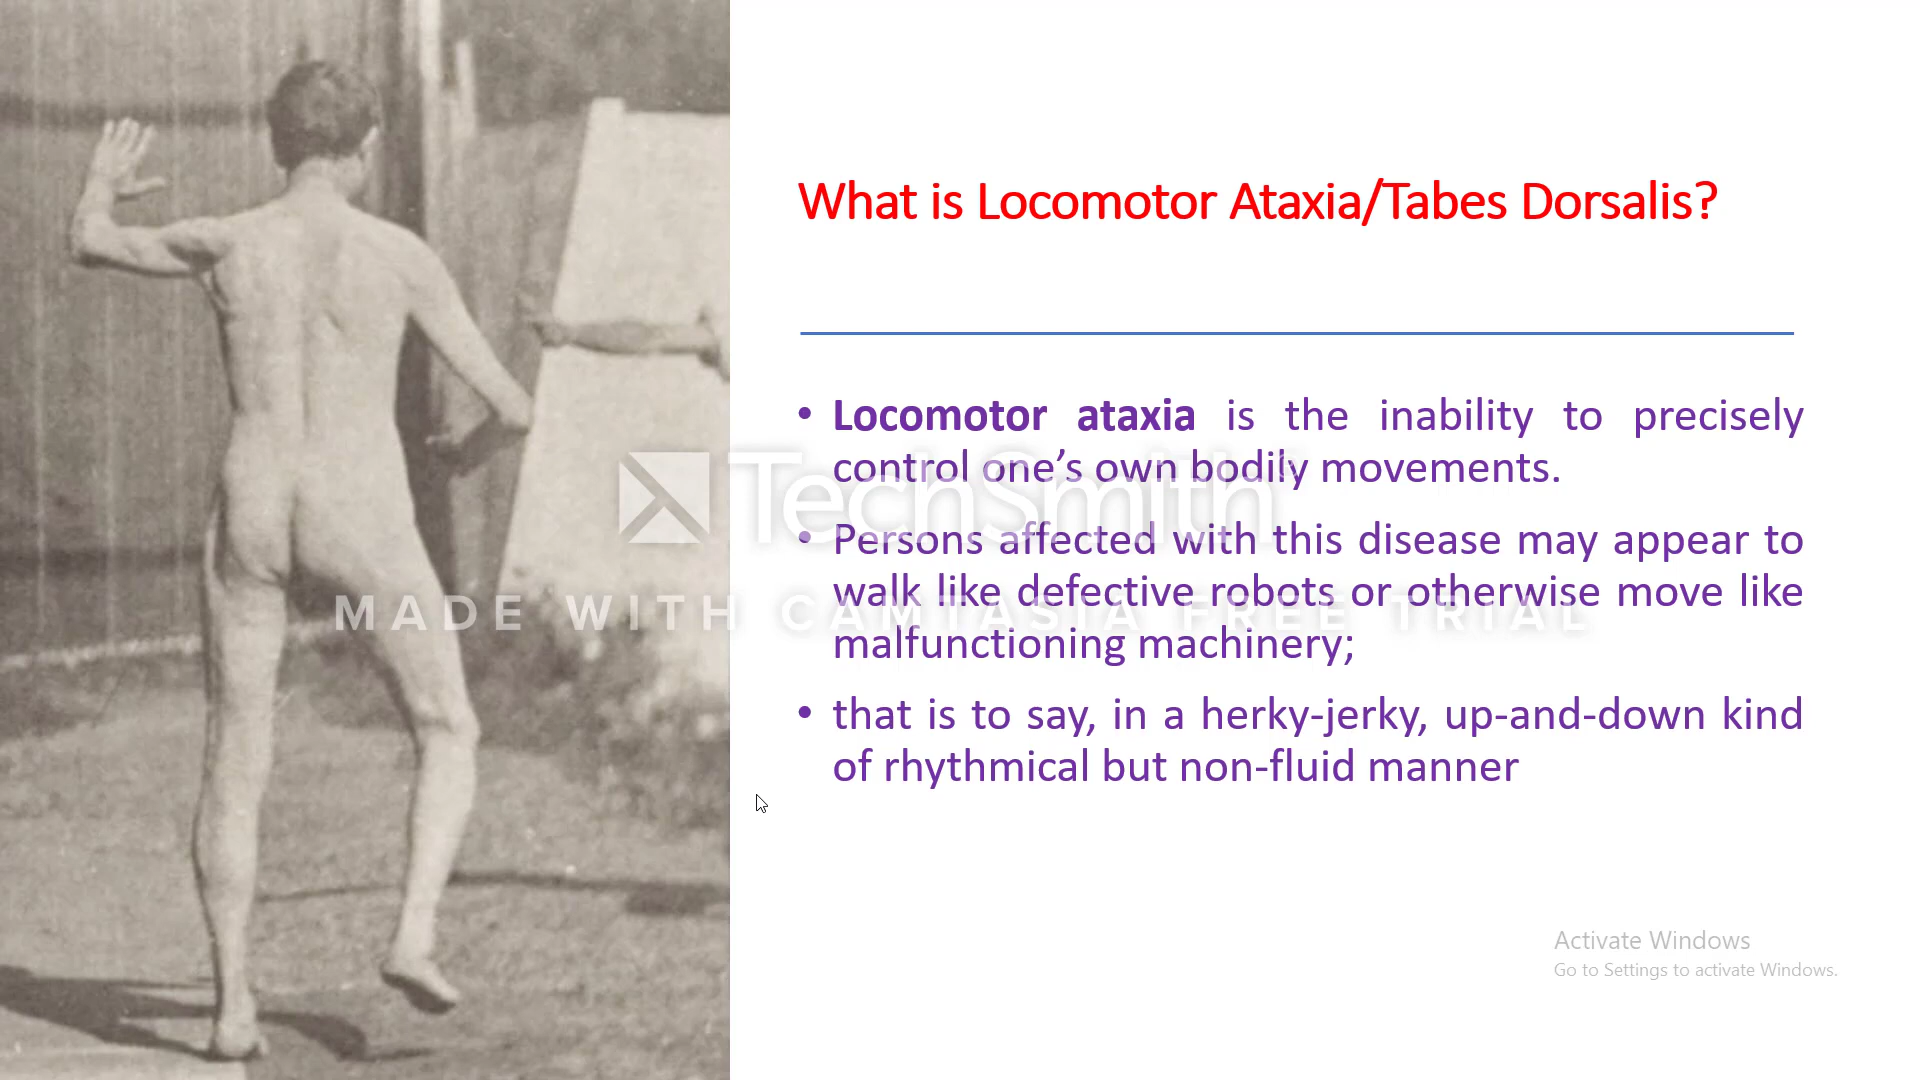 What is Locomotor Ataxia/Tabes Dorsalis?
• Locomotor ataxia is the inability to precisely
control one’s own bodily movements.
TechSmith
• Persons affected with this disease may appear to
walk like defective robots or otherwise move like
MADE WITH CAMTASIA FREE TRIAL
malfunctioning machinery;
• that is to say, in a herky-jerky, up-and-down kind
of rhythmical but non-fluid manner
Activate Windows
Go to Settings to activate Windows.